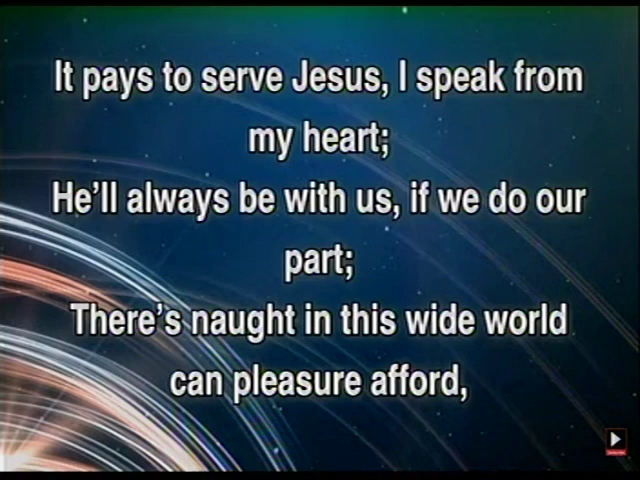 It pays to serve Jesus, I speak from
my heart;
He'll always be with us, if we do our
part;
There's naught in this wide world
can pleasure afford,